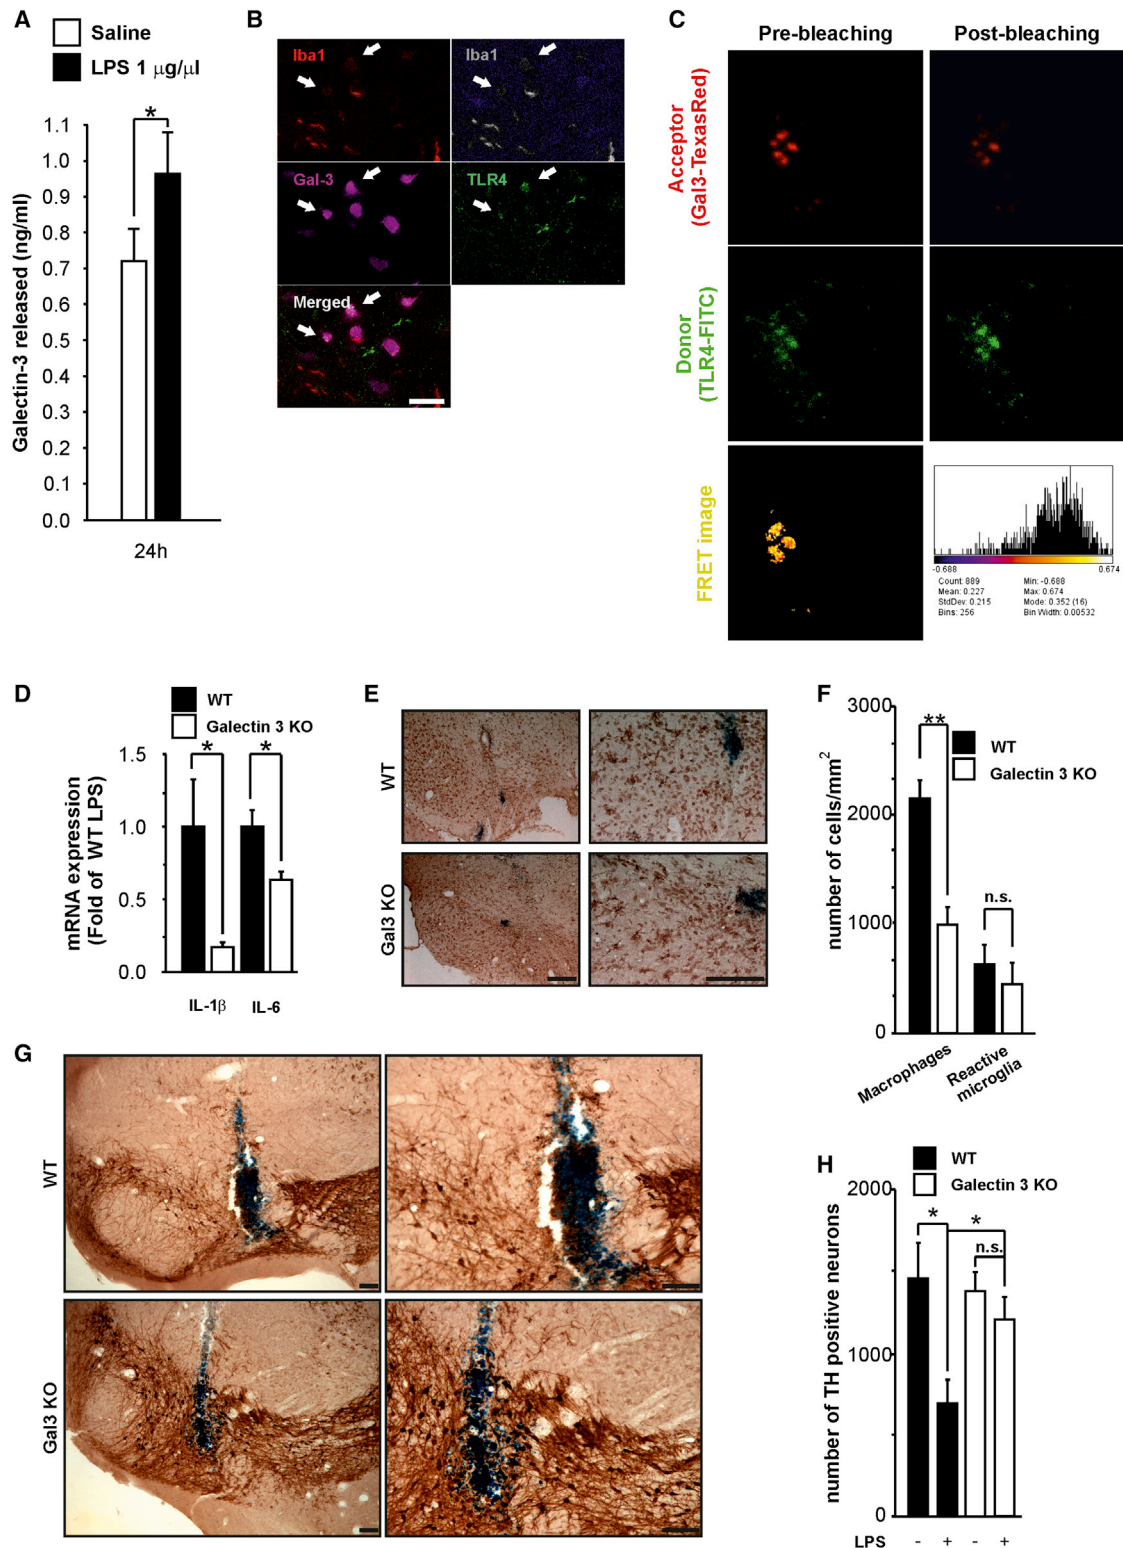 A
Saline
LPS 1 μg/μl
*
Galectin-3 released (ng/ml)
1.1
1.0
0.9
0.8
0.7
0.6
0.5
0.4
0.3
0.2
0.1
0.0
24h
B
Iba1
Iba1
Gal-3
TLR4
Merged
C
Pre-bleaching
Post-bleaching
Acceptor
(Gal3-TexasRed)
Donor
(TLR4-FITC)
FRET image
-0.688
0.674
Count: 889
Min: -0.688
Mean: 0.227
Max: 0.674
StdDev: 0.215
Mode: 0.352 (16)
Bins: 256
Bin Width: 0.00532
D
WT
Galectin 3 KO
mRNA expression
(Fold of WT LPS)
1.5
1.0
0.5
0.0
*
*
IL-1β
IL-6
E
WT
Gal3 KO
F
number of cells/mm²
3000
2000
1000
0
**
WT
Galectin 3 KO
n.s.
Macrophages
Reactive
microglia
G
WT
Gal3 KO
H
WT
Galectin 3 KO
number of TH positive neurons
2000
1000
0
*
*
n.s.
LPS - + - +